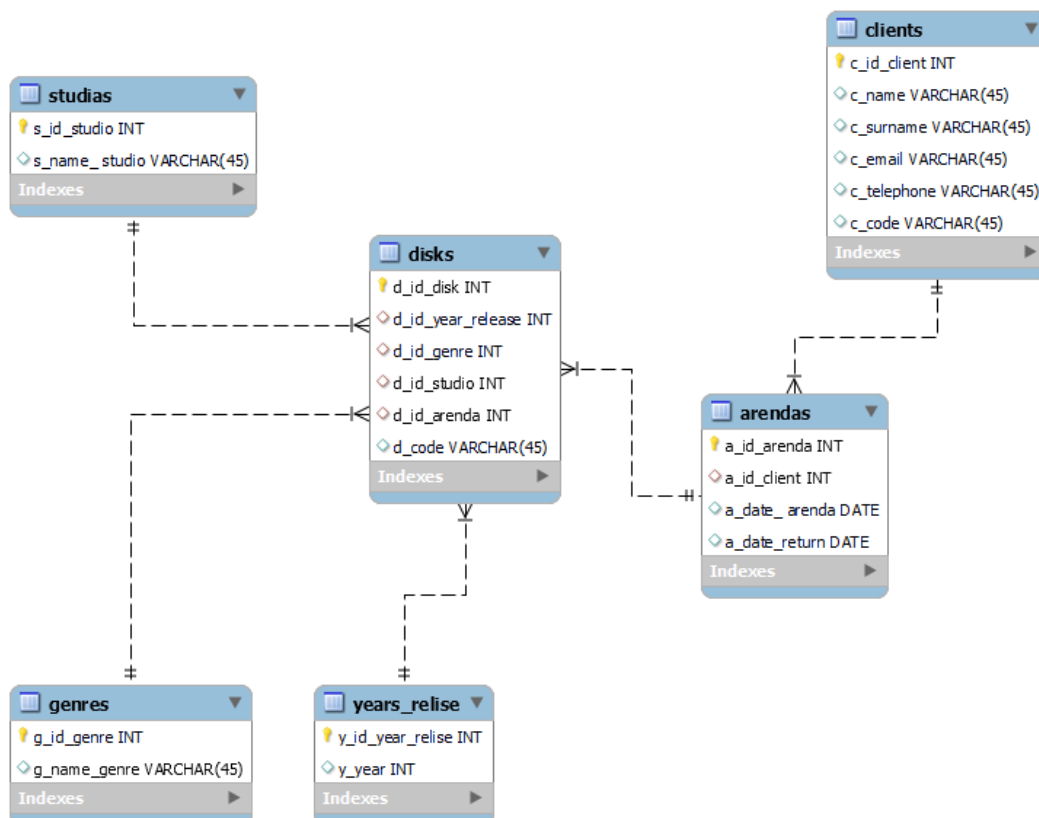 clients
c_id_client INT
c_name VARCHAR(45)
c_surname VARCHAR(45)
c_email VARCHAR(45)
c_telephone VARCHAR(45)
c_code VARCHAR(45)
Indexes
studias
s_id_studio INT
s_name_ studio VARCHAR(45)
Indexes
disks
d_id_disk INT
d_id_year_release INT
d_id_genre INT
d_id_studio INT
d_id_arenda INT
d_code VARCHAR(45)
Indexes
arendas
a_id_arenda INT
a_id_client INT
a_date_ arenda DATE
a_date_return DATE
Indexes
genres
g_id_genre INT
g_name_genre VARCHAR(45)
Indexes
years_relise
y_id_year_relise INT
y_year INT
Indexes